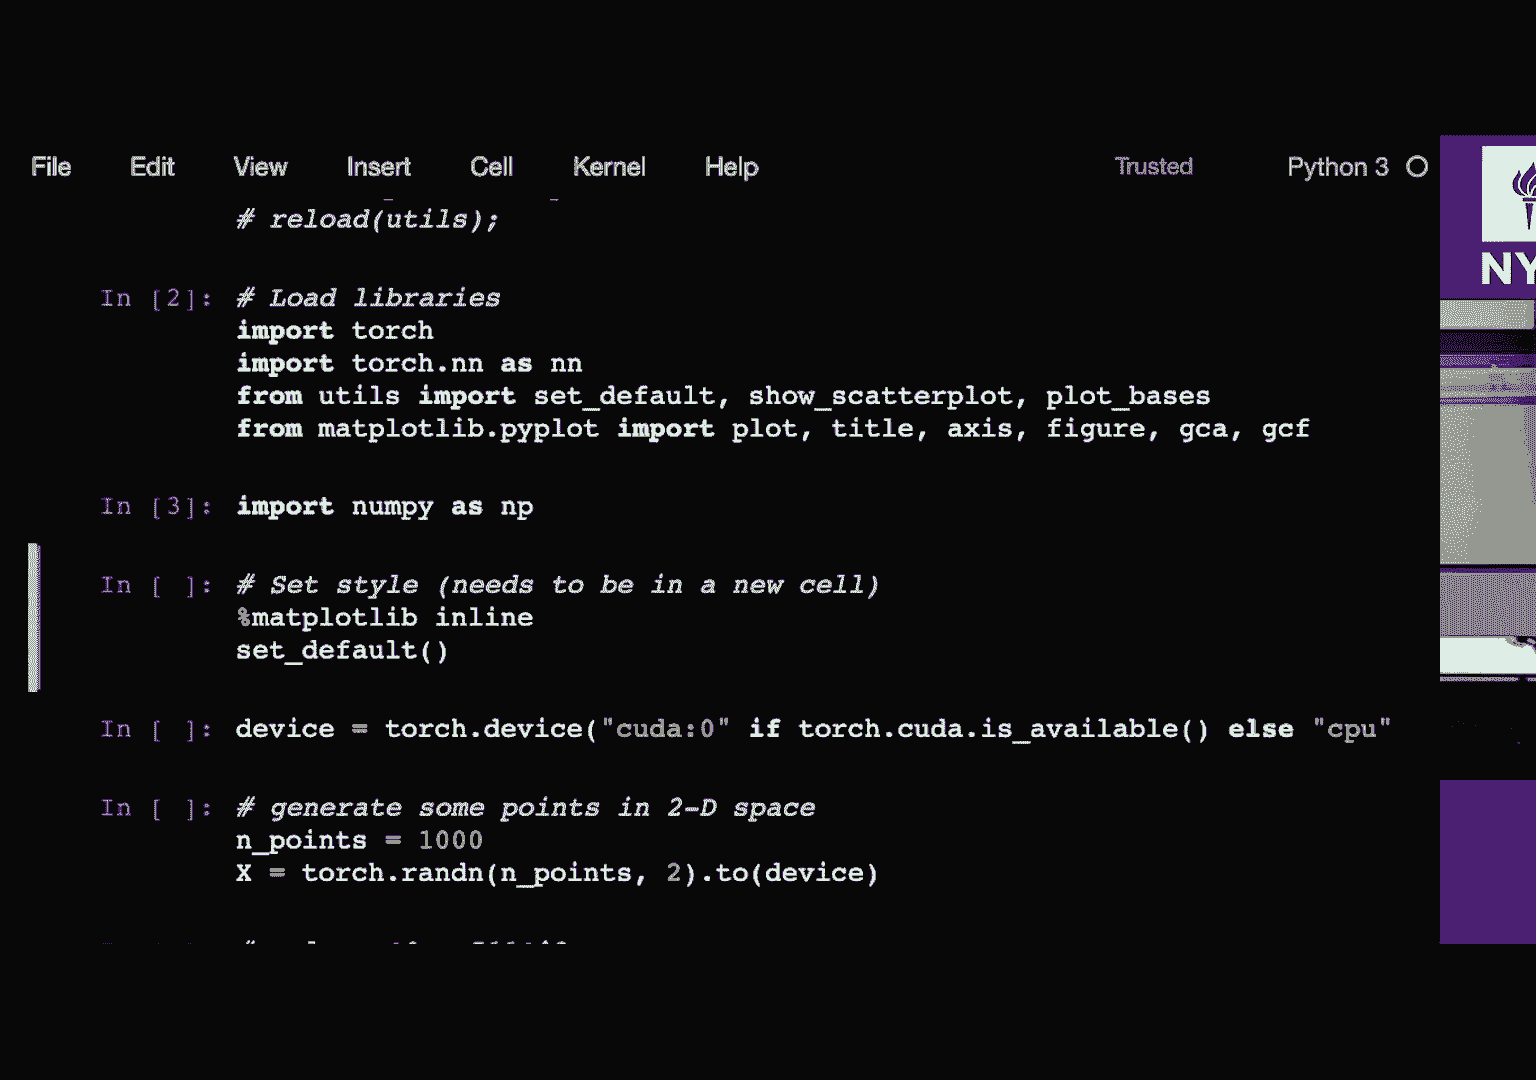 File Edit View Insert Cell Kernel Help Trusted Python 3
# reload(utils);
In [2]: # Load libraries
import torch
import torch.nn as nn
from utils import set_default, show_scatterplot, plot_bases
from matplotlib.pyplot import plot, title, axis, figure, gca, gcf
In [3]: import numpy as np
In [ ]: # Set style (needs to be in a new cell)
%matplotlib inline
set_default()
In [ ]: device = torch.device("cuda:0" if torch.cuda.is_available() else "cpu"
In [ ]: # generate some points in 2-D space
n_points = 1000
X = torch.randn(n_points, 2).to(device)
NY